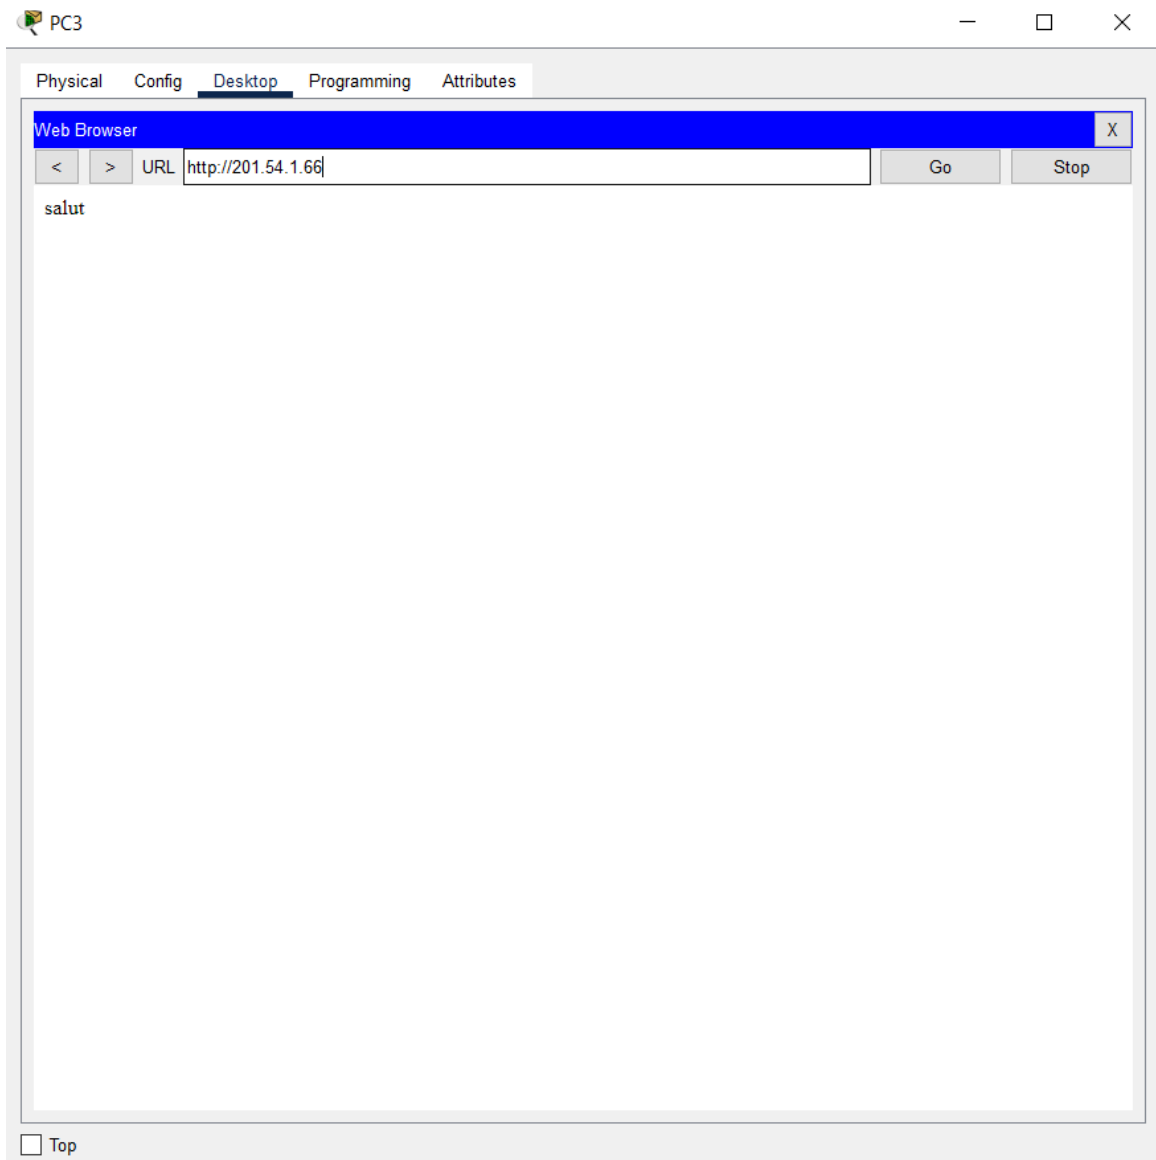 PC3
Physical Config Desktop Programming Attributes
Web Browser X
< > URL http://201.54.1.66 Go Stop
salut
Top